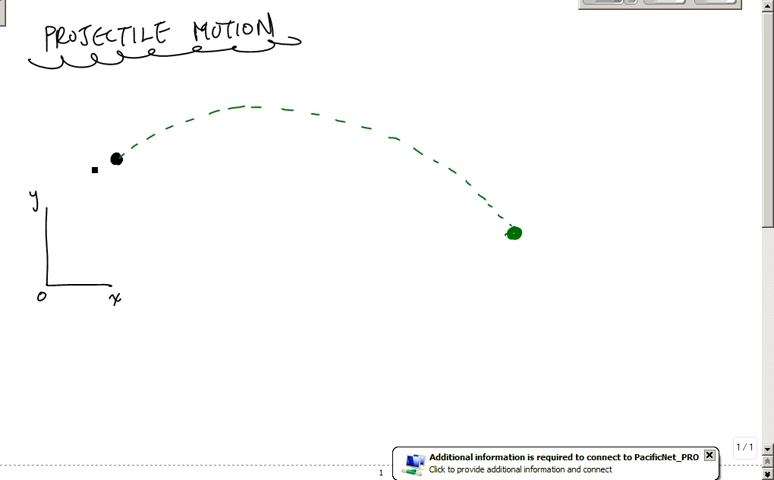 PROJECTILE MOTION
y
0 x
1 / 1
Additional information is required to connect to PacificNet_PRO
Click to provide additional information and connect
1